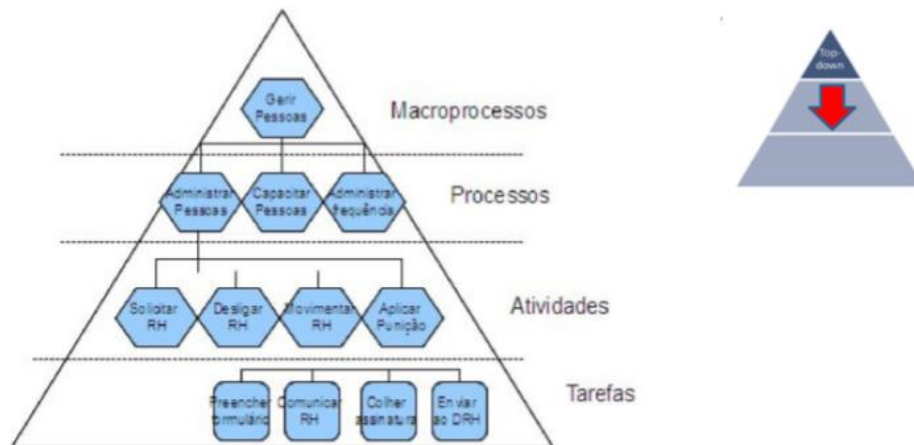 Top-
down
Gerir
Pessoas
Macroprocessos
Administrar
Pessoas
Capacitar
Pessoas
Administrar
frequência
Processos
Solicitar
RH
Desligar
RH
Movimentar
RH
Aplicar
Punição
Atividades
Preencher
formulário
Comunicar
RH
Colher
assinatura
Enviar
ao DRH
Tarefas